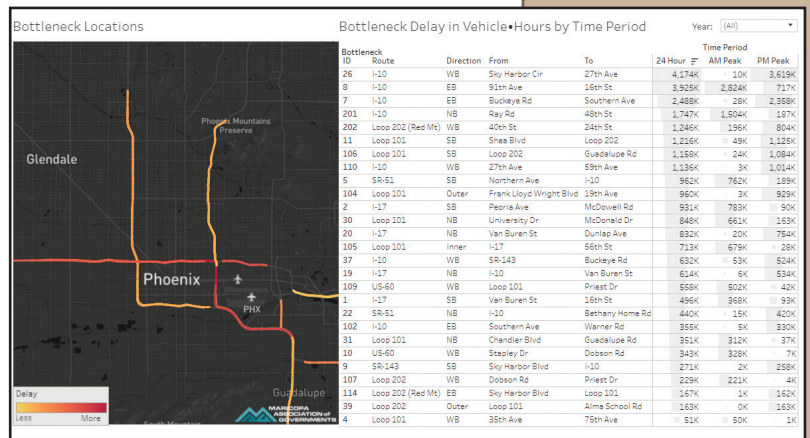 Bottleneck Locations
Phoenix Mountains
Preserve
Glendale
Phoenix
PHX
Guadalupe
South Mountain
Delay
Less More
MARICOPA
ASSOCIATION of
GOVERNMENTS
Bottleneck Delay in Vehicle•Hours by Time Period
Year: (All)
Time Period
Bottleneck
ID Route Direction From To 24 Hour AM Peak PM Peak
26 I-10 WB Sky Harbor Cir 27th Ave 4,174K 10K 3,619K
8 I-10 EB 91th Ave 16th St 3,925K 2,824K 717K
7 I-10 EB Buckeye Rd Southern Ave 2,488K 28K 2,358K
201 I-10 NB Ray Rd 48th St 1,747K 1,504K 187K
202 Loop 202 (Red Mt) WB 40th St 24th St 1,246K 196K 804K
11 Loop 101 SB Shea Blvd Loop 202 1,216K 49K 1,125K
106 Loop 101 SB Loop 202 Guadalupe Rd 1,158K 24K 1,084K
110 I-10 WB 27th Ave 59th Ave 1,136K 3K 1,014K
5 SR-51 SB Northern Ave I-10 962K 762K 189K
104 Loop 101 Outer Frank Lloyd Wright Blvd 19th Ave 960K 3K 929K
2 I-17 SB Peoria Ave McDowell Rd 931K 783K 90K
30 Loop 101 NB University Dr McDonald Dr 848K 661K 163K
20 I-17 NB Van Buren St Dunlap Ave 832K 20K 754K
105 Loop 101 Inner I-17 56th St 713K 679K 28K
37 I-10 WB SR-143 Buckeye Rd 632K 53K 524K
19 I-17 NB I-10 Van Buren St 614K 6K 534K
109 US-60 WB Loop 101 Priest Dr 558K 502K 42K
1 I-17 SB Van Buren St 16th St 496K 368K 93K
22 SR-51 NB I-10 Bethany Home Rd 440K 15K 420K
102 I-10 EB Southern Ave Warner Rd 355K 5K 330K
31 Loop 101 NB Chandler Blvd Guadalupe Rd 351K 312K 37K
10 US-60 WB Stapley Dr Dobson Rd 343K 328K 7K
9 SR-143 SB Sky Harbor Blvd I-10 271K 2K 258K
107 Loop 202 WB Dobson Rd Priest Dr 229K 221K 4K
114 Loop 202 (Red Mt) EB Sky Harbor Blvd Loop 101 167K 1K 162K
39 Loop 202 Outer Loop 101 Alma School Rd 163K 0K 163K
4 Loop 101 WB 35th Ave 75th Ave 51K 50K 1K